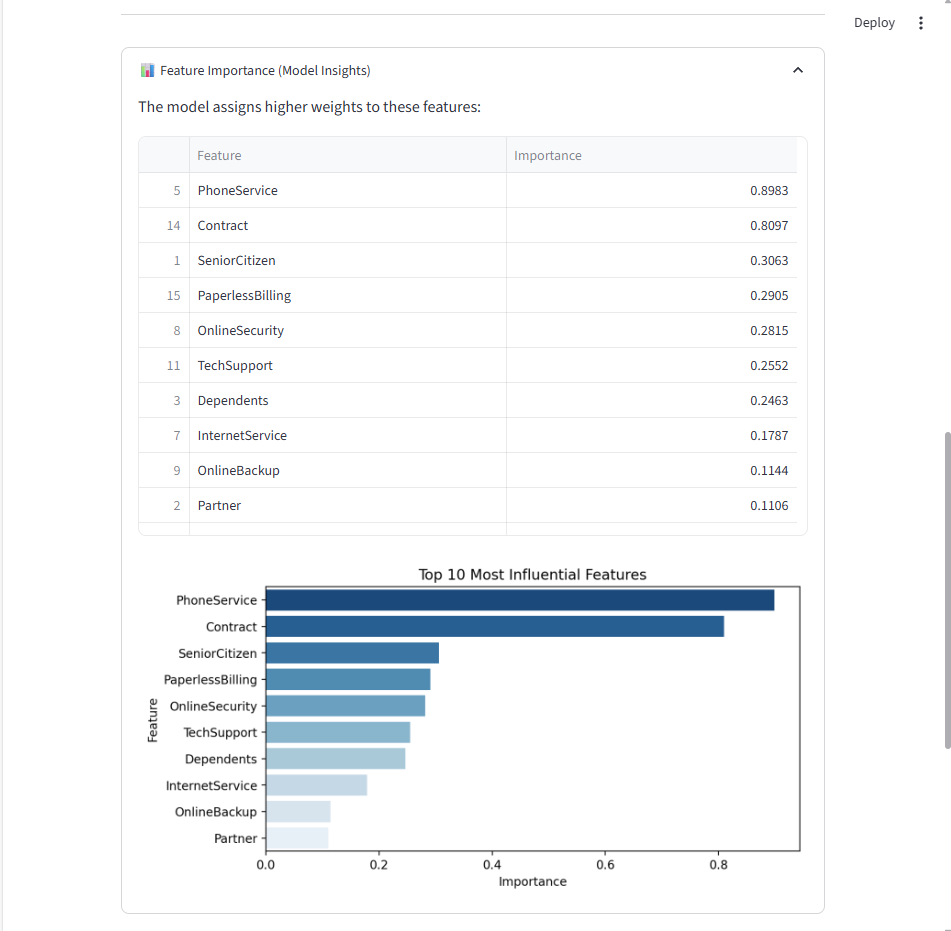 Deploy
Feature Importance (Model Insights)
The model assigns higher weights to these features:
Feature Importance
5 PhoneService 0.8983
14 Contract 0.8097
1 SeniorCitizen 0.3063
15 PaperlessBilling 0.2905
8 OnlineSecurity 0.2815
11 TechSupport 0.2552
3 Dependents 0.2463
7 InternetService 0.1787
9 OnlineBackup 0.1144
2 Partner 0.1106
Top 10 Most Influential Features
Feature
PhoneService
Contract
SeniorCitizen
PaperlessBilling
OnlineSecurity
TechSupport
Dependents
InternetService
OnlineBackup
Partner
0.0 0.2 0.4 0.6 0.8
Importance